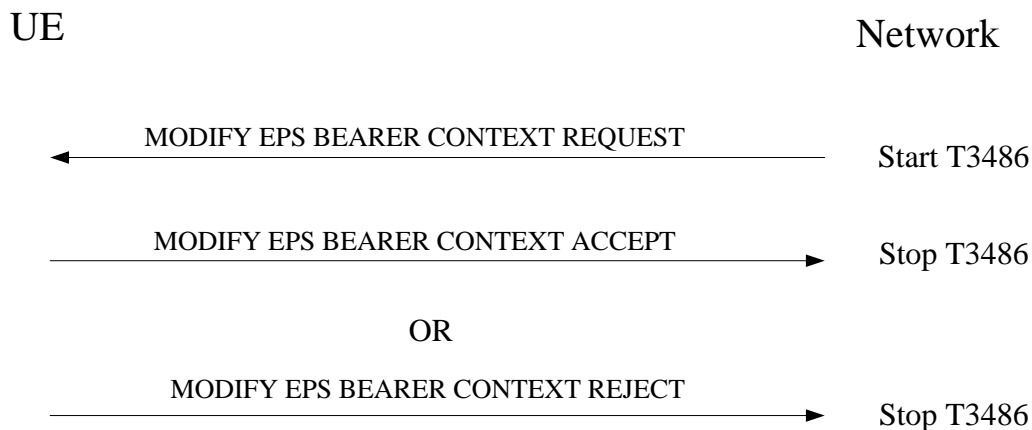 UE
Network
MODIFY EPS BEARER CONTEXT REQUEST
Start T3486
MODIFY EPS BEARER CONTEXT ACCEPT
Stop T3486
OR
MODIFY EPS BEARER CONTEXT REJECT
Stop T3486